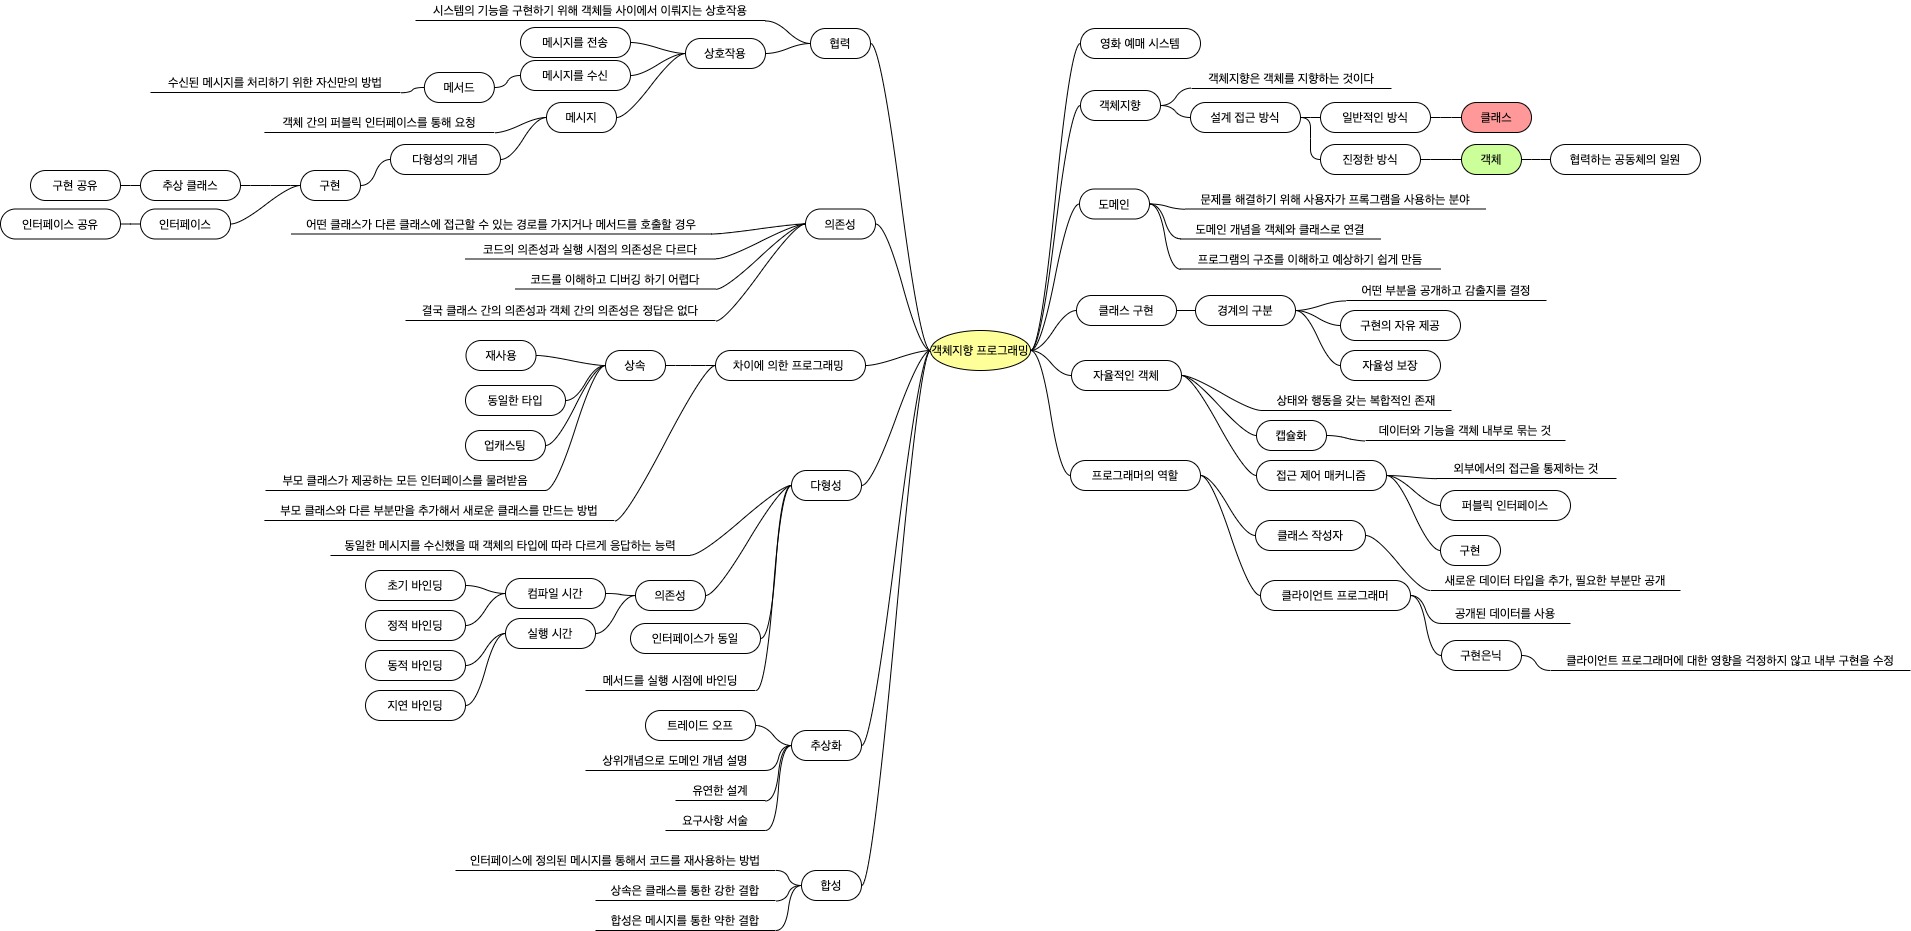 객체지향 프로그래밍
협력
시스템의 기능을 구현하기 위해 객체들 사이에서 이뤄지는 상호작용
상호작용
메시지를 전송
메시지를 수신
메서드
수신된 메시지를 처리하기 위한 자신만의 방법
메시지
객체 간의 퍼블릭 인터페이스를 통해 요청
다형성의 개념
구현
추상 클래스
구현 공유
인터페이스
인터페이스 공유
의존성
어떤 클래스가 다른 클래스에 접근할 수 있는 경로를 가지거나 메서드를 호출할 경우
코드의 의존성과 실행 시점의 의존성은 다르다
코드를 이해하고 디버깅 하기 어렵다
결국 클래스 간의 의존성과 객체 간의 의존성은 정답은 없다
차이에 의한 프로그래밍
상속
재사용
동일한 타입
업캐스팅
부모 클래스가 제공하는 모든 인터페이스를 물려받음
부모 클래스와 다른 부분만을 추가해서 새로운 클래스를 만드는 방법
다형성
동일한 메시지를 수신했을 때 객체의 타입에 따라 다르게 응답하는 능력
의존성
컴파일 시간
초기 바인딩
정적 바인딩
실행 시간
동적 바인딩
지연 바인딩
인터페이스가 동일
메서드를 실행 시점에 바인딩
추상화
트레이드 오프
상위개념으로 도메인 개념 설명
유연한 설계
요구사항 서술
합성
인터페이스에 정의된 메시지를 통해서 코드를 재사용하는 방법
상속은 클래스를 통한 강한 결합
합성은 메시지를 통한 약한 결합
영화 예매 시스템
객체지향
객체지향은 객체를 지향하는 것이다
설계 접근 방식
일반적인 방식
클래스
진정한 방식
객체
협력하는 공동체의 일원
도메인
문제를 해결하기 위해 사용자가 프록그램을 사용하는 분야
도메인 개념을 객체와 클래스로 연결
프로그램의 구조를 이해하고 예상하기 쉽게 만듬
클래스 구현
경계의 구분
어떤 부분을 공개하고 감출지를 결정
구현의 자유 제공
자율성 보장
자율적인 객체
상태와 행동을 갖는 복합적인 존재
캡슐화
데이터와 기능을 객체 내부로 묶는 것
접근 제어 매커니즘
외부에서의 접근을 통제하는 것
퍼블릭 인터페이스
구현
프로그래머의 역할
클래스 작성자
새로운 데이터 타입을 추가, 필요한 부분만 공개
클라이언트 프로그래머
공개된 데이터를 사용
구현은닉
클라이언트 프로그래머에 대한 영향을 걱정하지 않고 내부 구현을 수정